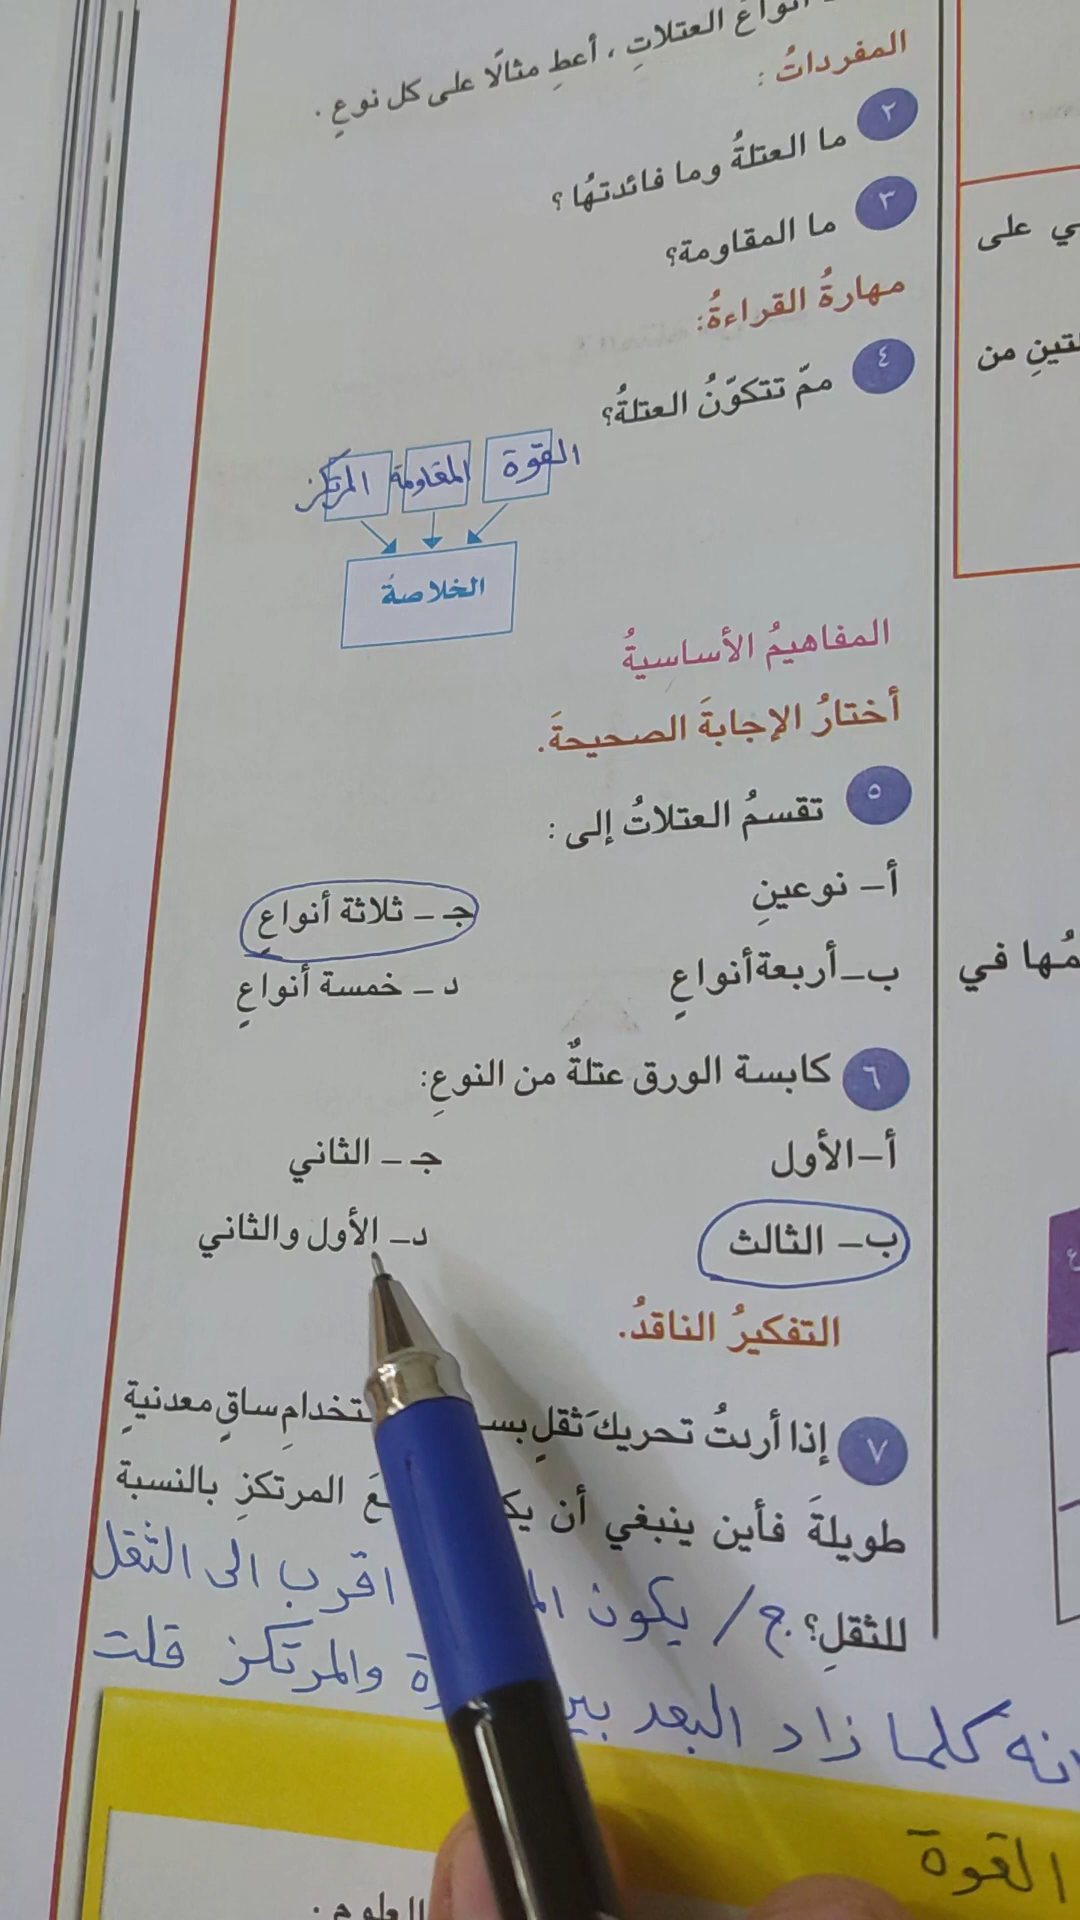 أنواع العتلاتِ ، أعطِ مثالًا على كل نوعٍ .
المفرداتُ :
٢ ما العتلةُ وما فائدتهُا ؟
٣ ما المقاومة؟
مهارةُ القراءةُ:
٤ ممّ تتكوّنُ العتلةُ؟
القوة المقاومة المرتكز
الخلاصةُ
المفاهيمُ الأساسيةُ
أختارُ الإجابةَ الصحيحةَ.
٥ تقسمُ العتلاتُ إلى :
أ– نوعينِ جـ – ثلاثة أنواعٍ
ب–أربعة أنواعٍ د – خمسة أنواعٍ
٦ كابسة الورق عتلةٌ من النوعِ:
أ–الأول جـ – الثاني
ب– الثالث د– الأول والثاني
التفكيرُ الناقدُ.
٧ إذا أردتُ تحريكَ ثقلٍ ساقٍ معدنيةٍ
طويلةَ فأين ينبغي أن المرتكزِ بالنسبة
للثقلِ؟ ج / يكون اقرب الى الثقل
كلما زاد البعد والمرتكز قلت
القوة
العلوم .
ي على
من
مُها في